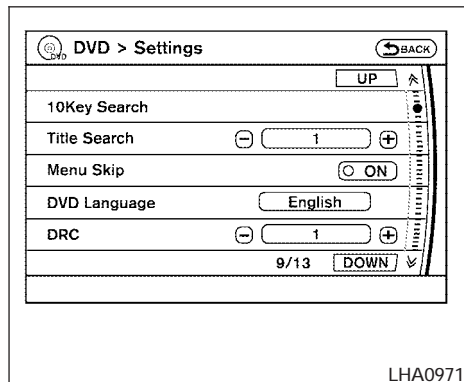 DVD DVD > Settings BACK
UP
10Key Search
Title Search 1
Menu Skip ON
DVD Language English
DRC 1
9/13 DOWN
LHA0971